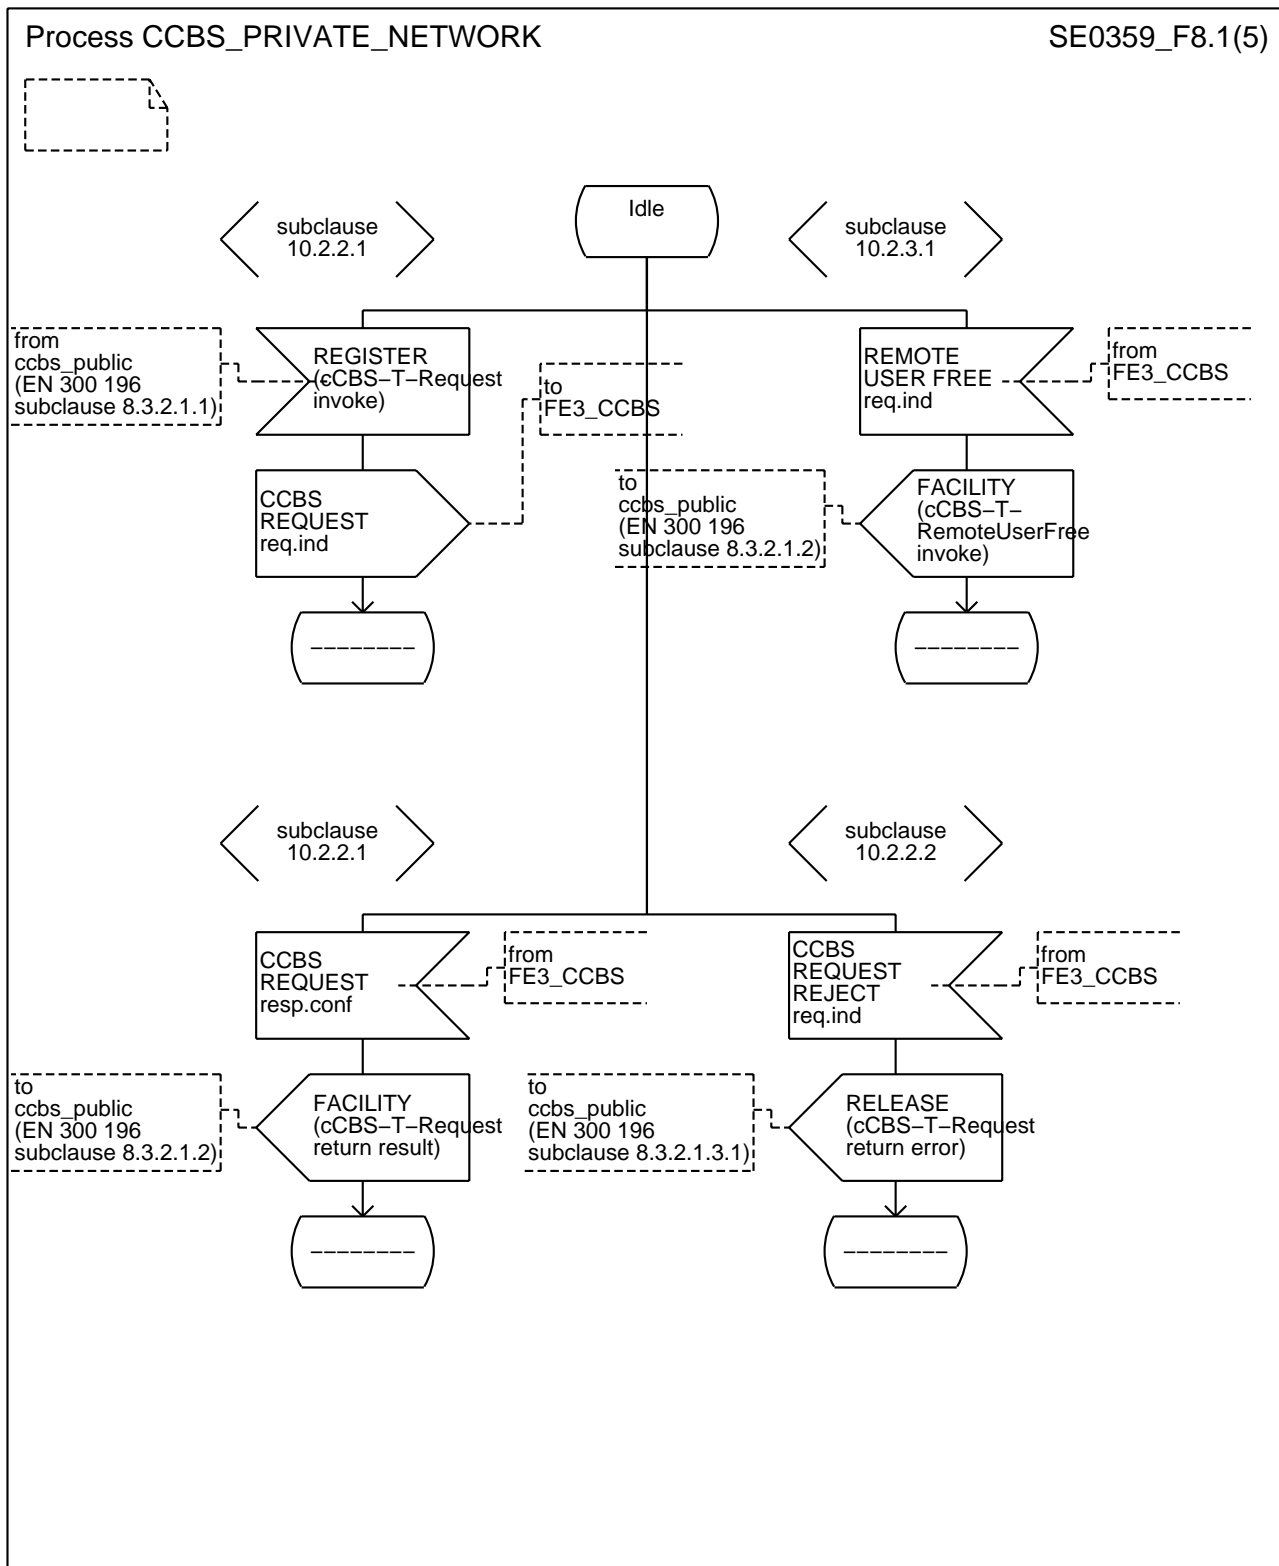 Process CCBS_PRIVATE_NETWORK
SE0359_F8.1(5)
subclause
10.2.2.1
Idle
subclause
10.2.3.1
from
ccbs_public
(EN 300 196
subclause 8.3.2.1.1)
REGISTER
(cCBS–T–Request
invoke)
to
FE3_CCBS
REMOTE
USER FREE
req.ind
from
FE3_CCBS
CCBS
REQUEST
req.ind
to
ccbs_public
(EN 300 196
subclause 8.3.2.1.2)
FACILITY
(cCBS–T–
RemoteUserFree
invoke)
––––––––
––––––––
subclause
10.2.2.1
subclause
10.2.2.2
CCBS
REQUEST
resp.conf
from
FE3_CCBS
CCBS
REQUEST
REJECT
req.ind
from
FE3_CCBS
to
ccbs_public
(EN 300 196
subclause 8.3.2.1.2)
FACILITY
(cCBS–T–Request
return result)
to
ccbs_public
(EN 300 196
subclause 8.3.2.1.3.1)
RELEASE
(cCBS–T–Request
return error)
––––––––
––––––––